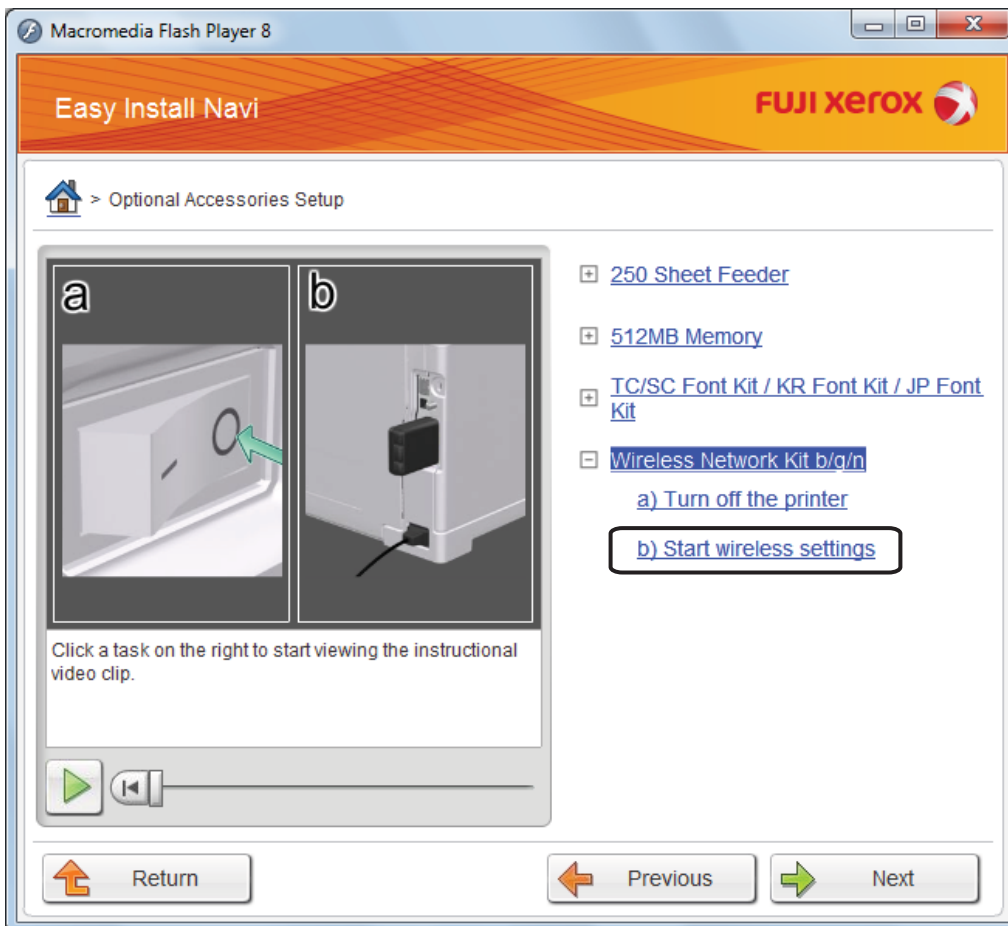 Macromedia Flash Player 8
Easy Install Navi
FUJI xerox
> Optional Accessories Setup
a
b
Click a task on the right to start viewing the instructional
video clip.
250 Sheet Feeder
512MB Memory
TC/SC Font Kit / KR Font Kit / JP Font
Kit
Wireless Network Kit b/g/n
a) Turn off the printer
b) Start wireless settings
Return
Previous
Next